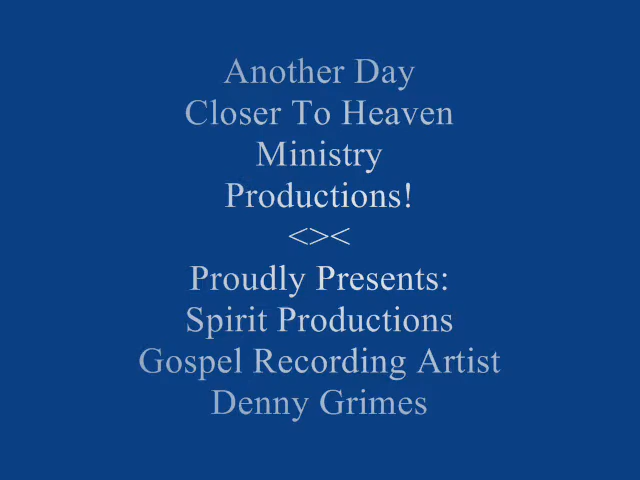 Another Day
Closer To Heaven
Ministry
Productions!
<><
Proudly Presents:
Spirit Productions
Gospel Recording Artist
Denny Grimes